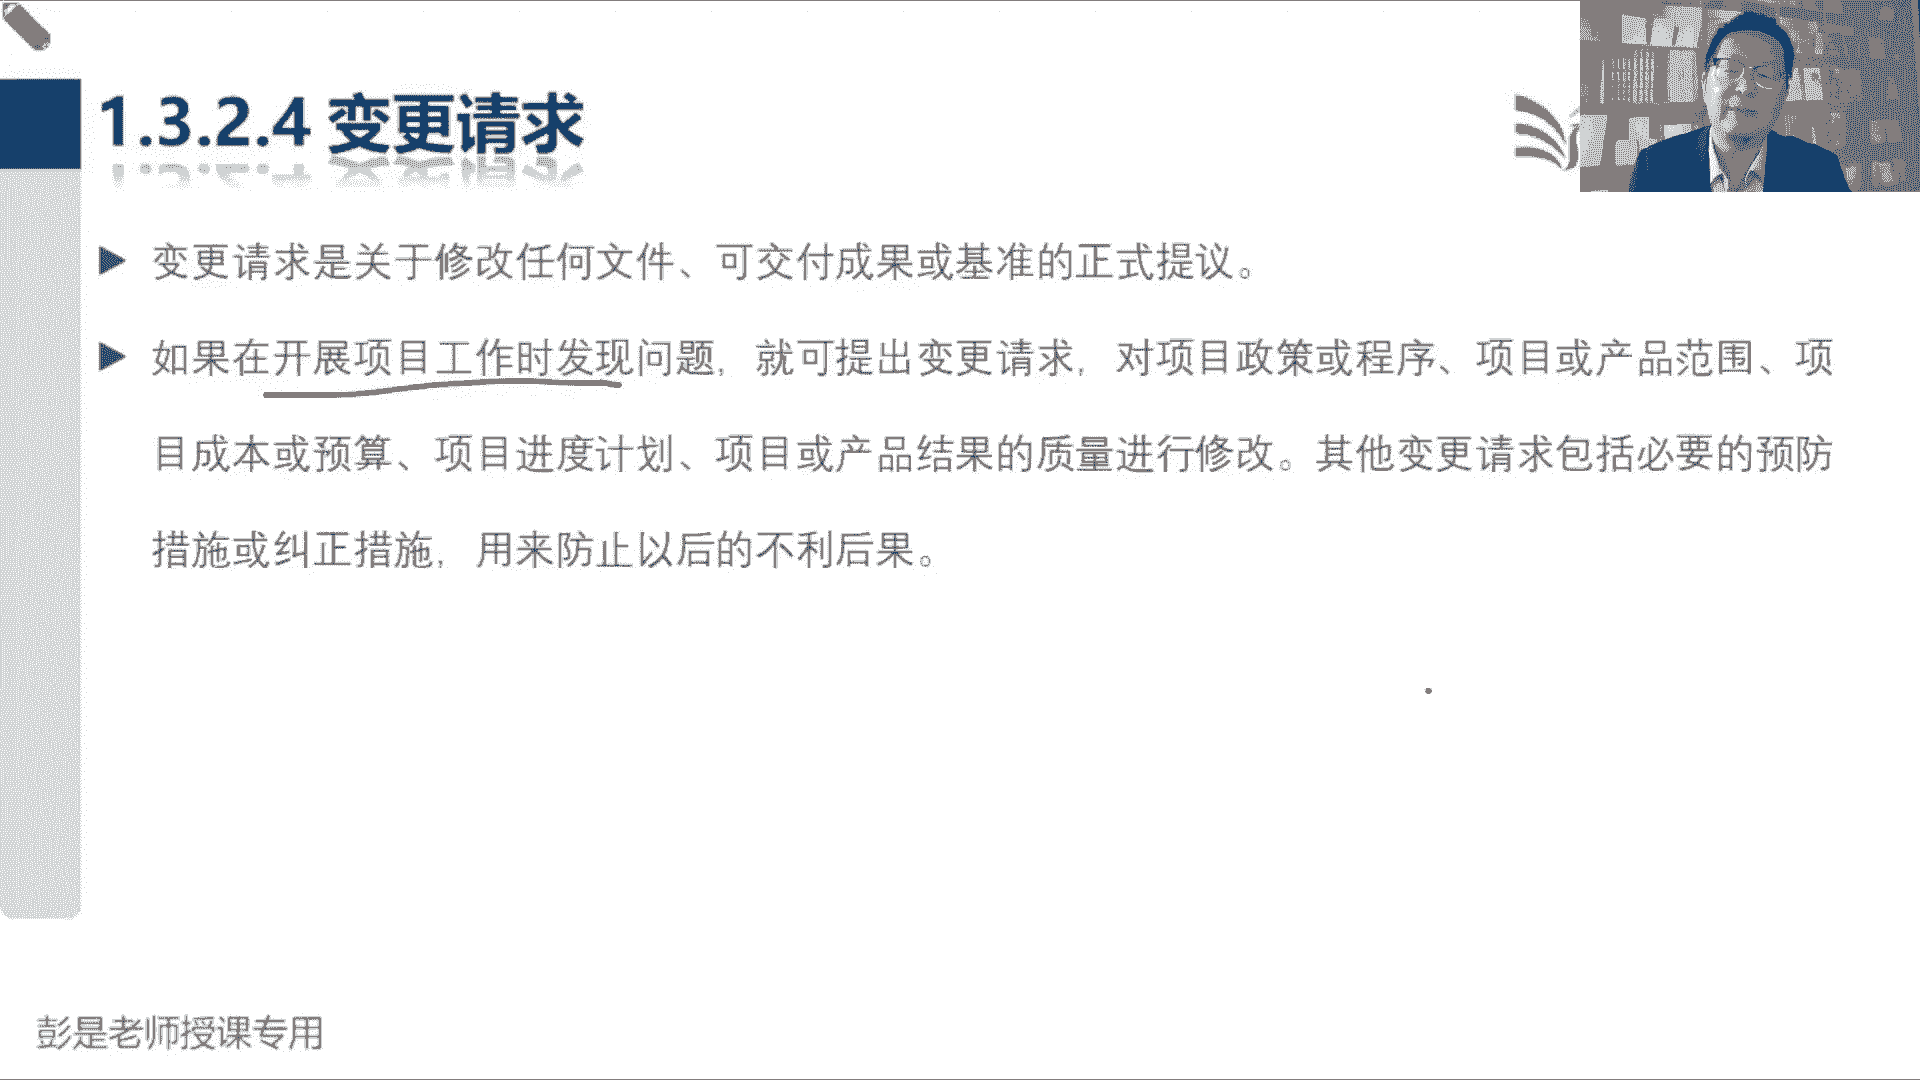 1.3.2.4 变更请求
变更请求是关于修改任何文件、可交付成果或基准的正式提议。
如果在开展项目工作时发现问题，就可提出变更请求，对项目政策或程序、项目或产品范围、项
目成本或预算、项目进度计划、项目或产品结果的质量进行修改。其他变更请求包括必要的预防
措施或纠正措施，用来防止以后的不利后果。
彭是老师授课专用